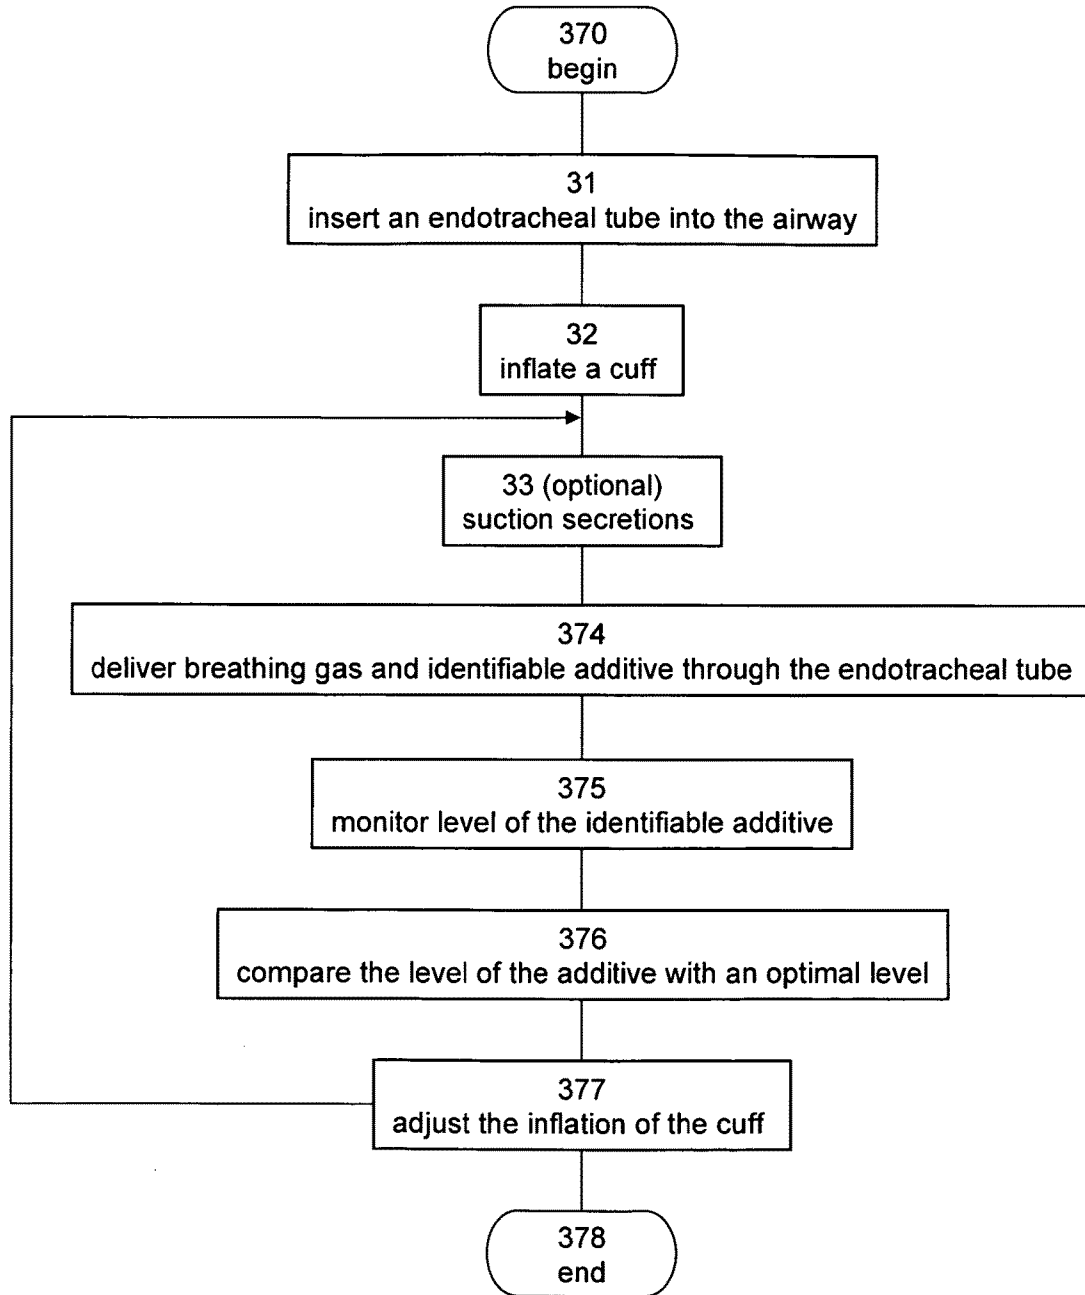 370
begin
31
insert an endotracheal tube into the airway
32
inflate a cuff
33 (optional)
suction secretions
374
deliver breathing gas and identifiable additive through the endotracheal tube
375
monitor level of the identifiable additive
376
compare the level of the additive with an optimal level
377
adjust the inflation of the cuff
378
end